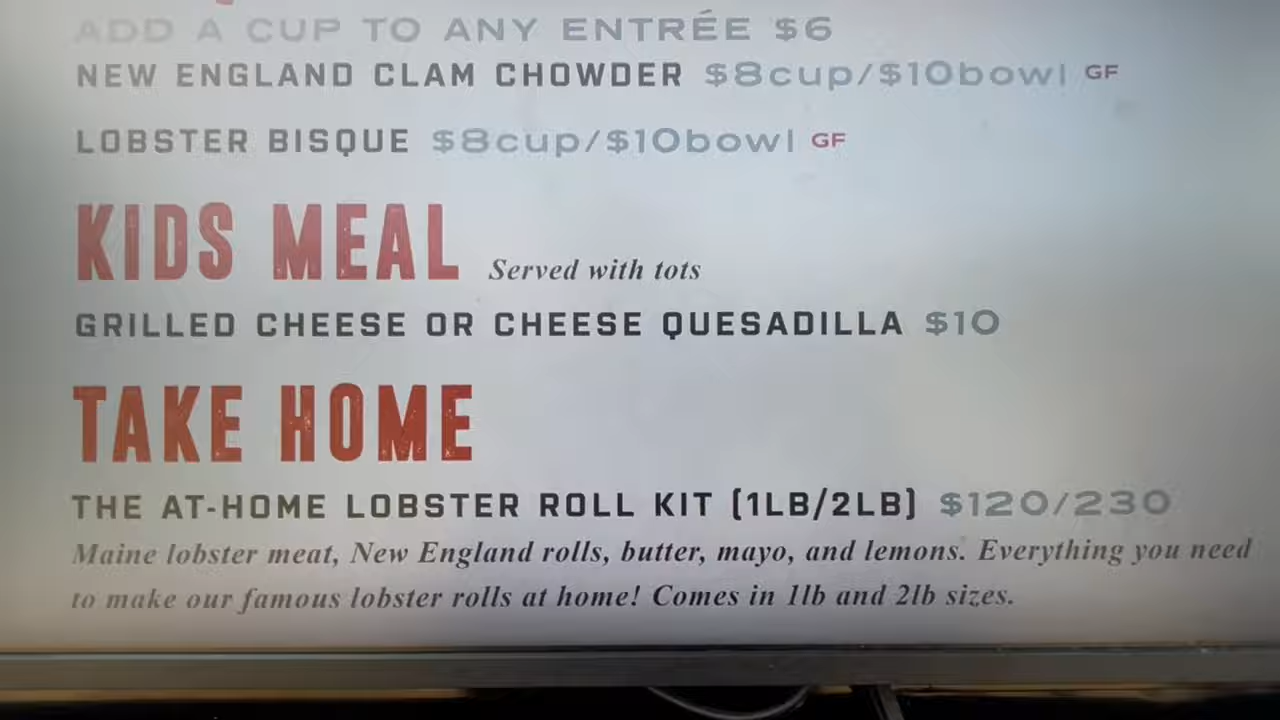 ADD A CUP TO ANY ENTRÉE $6
NEW ENGLAND CLAM CHOWDER $8cup/$10bowl GF
LOBSTER BISQUE $8cup/$10bowl GF
KIDS MEAL Served with tots
GRILLED CHEESE OR CHEESE QUESADILLA $10
TAKE HOME
THE AT-HOME LOBSTER ROLL KIT (1LB/2LB) $120/230
Maine lobster meat, New England rolls, butter, mayo, and lemons. Everything you need
to make our famous lobster rolls at home! Comes in 1lb and 2lb sizes.